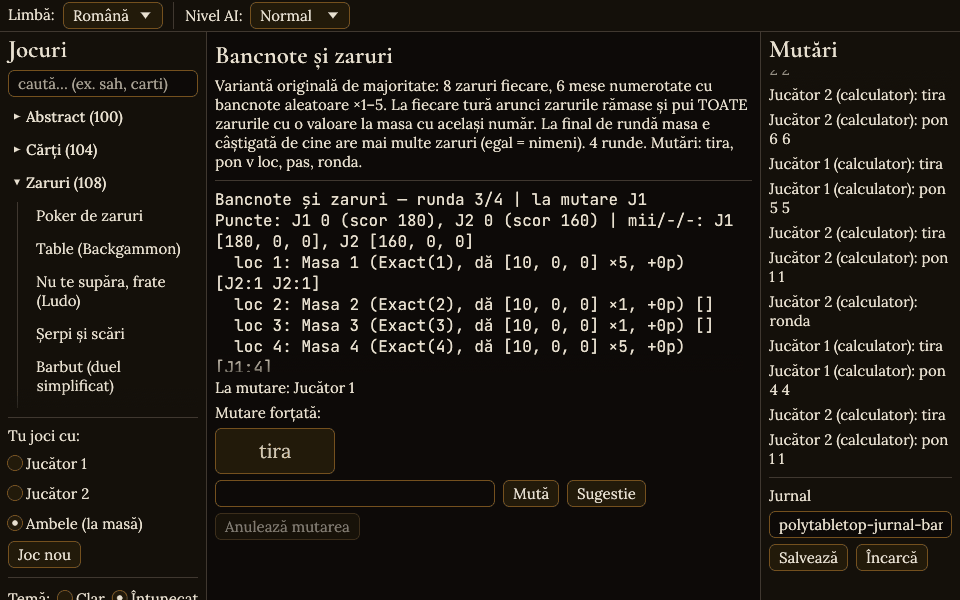 Limbă: Română ▼ Nivel AI: Normal ▼
Jocuri
caută... (ex. sah, carti)
▸ Abstract (100)
▸ Cărți (104)
▾ Zaruri (108)
Poker de zaruri
Table (Backgammon)
Nu te supăra, frate
(Ludo)
Șerpi și scări
Barbut (duel
simplificat)
Tu joci cu:
Jucător 1
Jucător 2
Ambele (la masă)
Joc nou
Temă: Clar Întunecat
Bancnote și zaruri
Variantă originală de majoritate: 8 zaruri fiecare, 6 mese numerotate cu
bancnote aleatoare ×1–5. La fiecare tură arunci zarurile rămase și pui TOATE
zarurile cu o valoare la masa cu același număr. La final de rundă masa e
câștigată de cine are mai multe zaruri (egal = nimeni). 4 runde. Mutări: tira,
pon v loc, pas, ronda.
Bancnote și zaruri — runda 3/4 | la mutare J1
Puncte: J1 0 (scor 180), J2 0 (scor 160) | mii/-/-: J1
[180, 0, 0], J2 [160, 0, 0]
loc 1: Masa 1 (Exact(1), dă [10, 0, 0] ×5, +0p)
[J2:1 J2:1]
loc 2: Masa 2 (Exact(2), dă [10, 0, 0] ×1, +0p) []
loc 3: Masa 3 (Exact(3), dă [10, 0, 0] ×1, +0p) []
loc 4: Masa 4 (Exact(4), dă [10, 0, 0] ×5, +0p)
[J1:4]
La mutare: Jucător 1
Mutare forțată:
tira
Mută Sugestie
Anulează mutarea
Mutări
2 2
Jucător 2 (calculator): tira
Jucător 2 (calculator): pon
6 6
Jucător 1 (calculator): tira
Jucător 1 (calculator): pon
5 5
Jucător 2 (calculator): tira
Jucător 2 (calculator): pon
1 1
Jucător 2 (calculator):
ronda
Jucător 1 (calculator): tira
Jucător 1 (calculator): pon
4 4
Jucător 2 (calculator): tira
Jucător 2 (calculator): pon
1 1
Jurnal
polytabletop-jurnal-bar
Salvează Încarcă